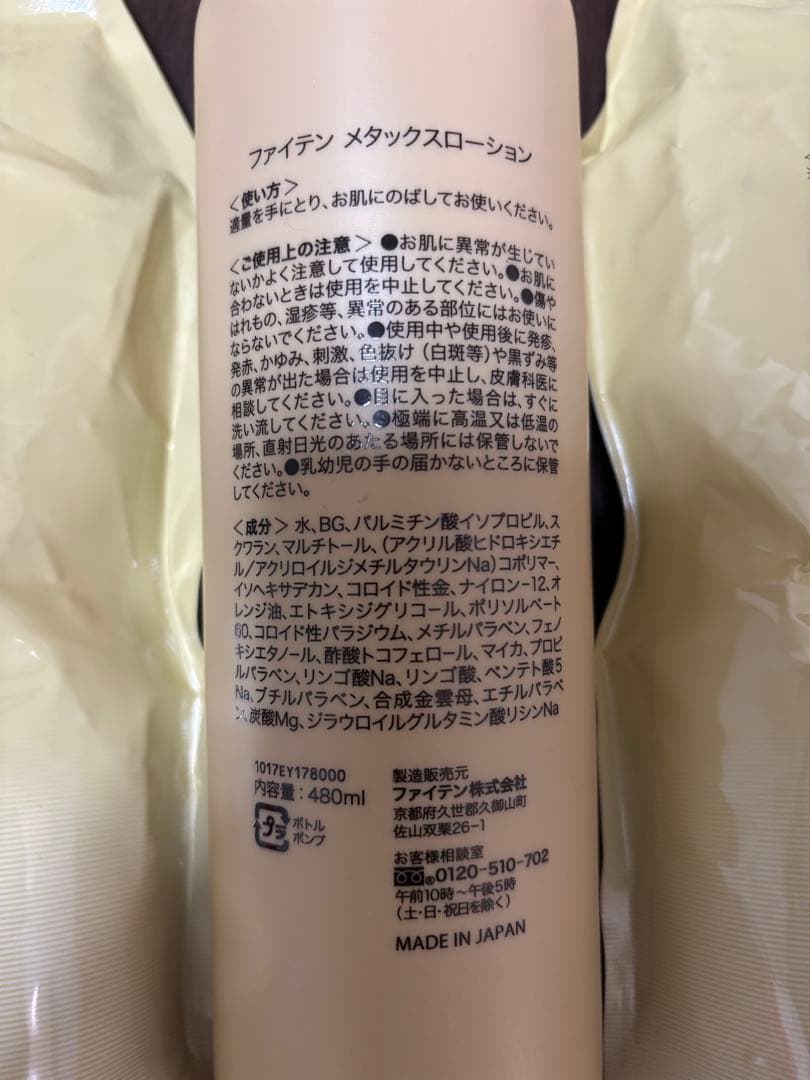 ファイテン メタックスローション
＜使い方＞
適量を手にとり、お肌にのばしてお使いください。
＜ご使用上の注意＞ ●お肌に異常が生じてい
ないかよく注意して使用してください。●お肌に
合わないときは使用を中止してください。●傷や
はれもの、湿疹等、異常のある部位にはお使いに
ならないでください。●使用中や使用後に発疹、
発赤、かゆみ、刺激、色抜け（白斑等）や黒ずみ等
の異常が出た場合は使用を中止し、皮膚科医に
相談してください。●目に入った場合は、すぐに
洗い流してください。●極端に高温又は低温の
場所、直射日光のあたる場所には保管しないで
ください。●乳幼児の手の届かないところに保管
してください。
＜成分＞ 水、BG、パルミチン酸イソプロピル、ス
クワラン、マルチトール、（アクリル酸ヒドロキシエチ
ル/アクリロイルジメチルタウリンNa）コポリマー、
イソヘキサデカン、コロイド性金、ナイロン-12、オ
レンジ油、エトキシジグリコール、ポリソルベート
60、コロイド性パラジウム、メチルパラベン、フェノ
キシエタノール、酢酸トコフェロール、マイカ、プロピ
ルパラベン、リンゴ酸Na、リンゴ酸、ペンテト酸5
Na、ブチルパラベン、合成金雲母、エチルパラベ
ン、炭酸Mg、ジラウロイルグルタミン酸リシンNa
1017EY178000
内容量：480ml
プラ
ボトル
ポンプ
製造販売元
ファイテン株式会社
京都府久世郡久御山町
佐山双栗26-1
お客様相談室
®0120-510-702
午前10時～午後5時
（土・日・祝日を除く）
MADE IN JAPAN